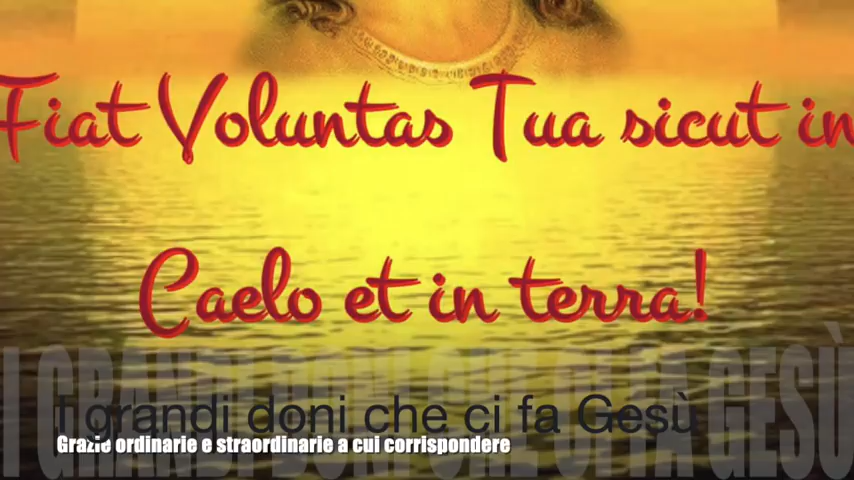 Fiat Voluntas Tua sicut in
Caelo et in terra!
I GRANDI DONI CHE CI FA GESÙ
I grandi doni che ci fa Gesù
Grazie ordinarie e straordinarie a cui corrispondere